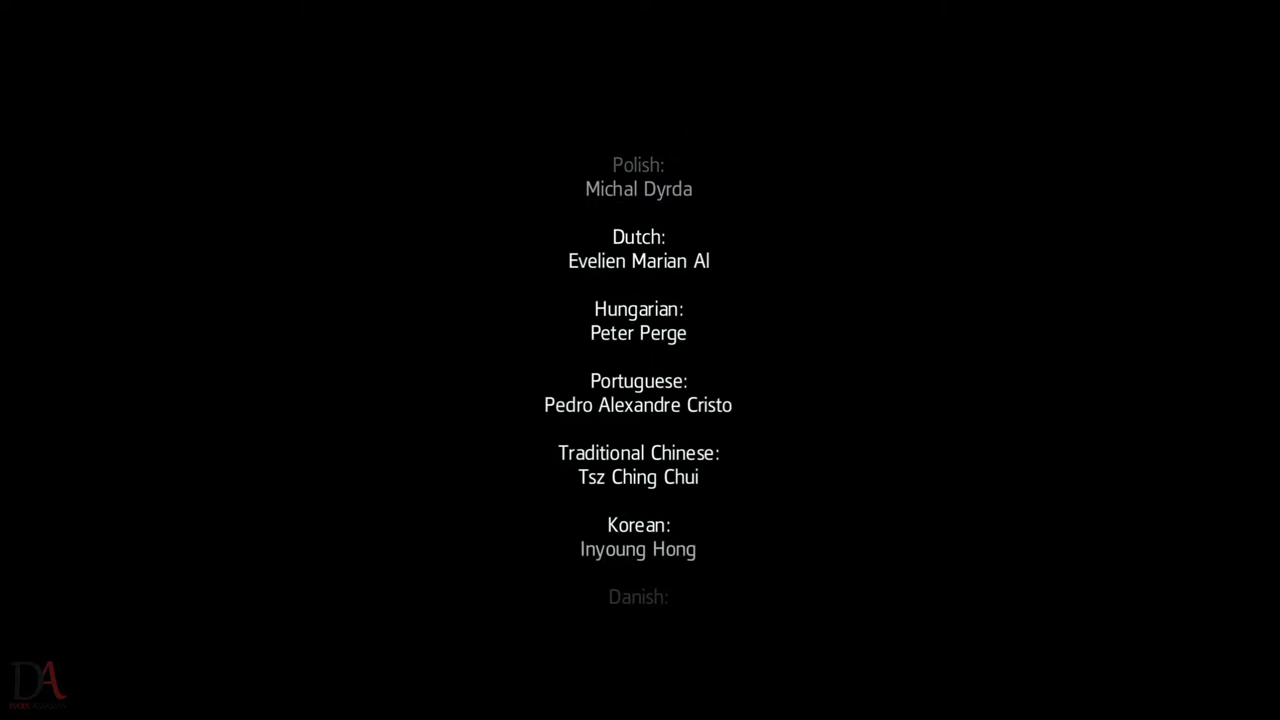 Polish:
Michal Dyrda
Dutch:
Evelien Marian Al
Hungarian:
Peter Perge
Portuguese:
Pedro Alexandre Cristo
Traditional Chinese:
Tsz Ching Chui
Korean:
Inyoung Hong
Danish:
DA